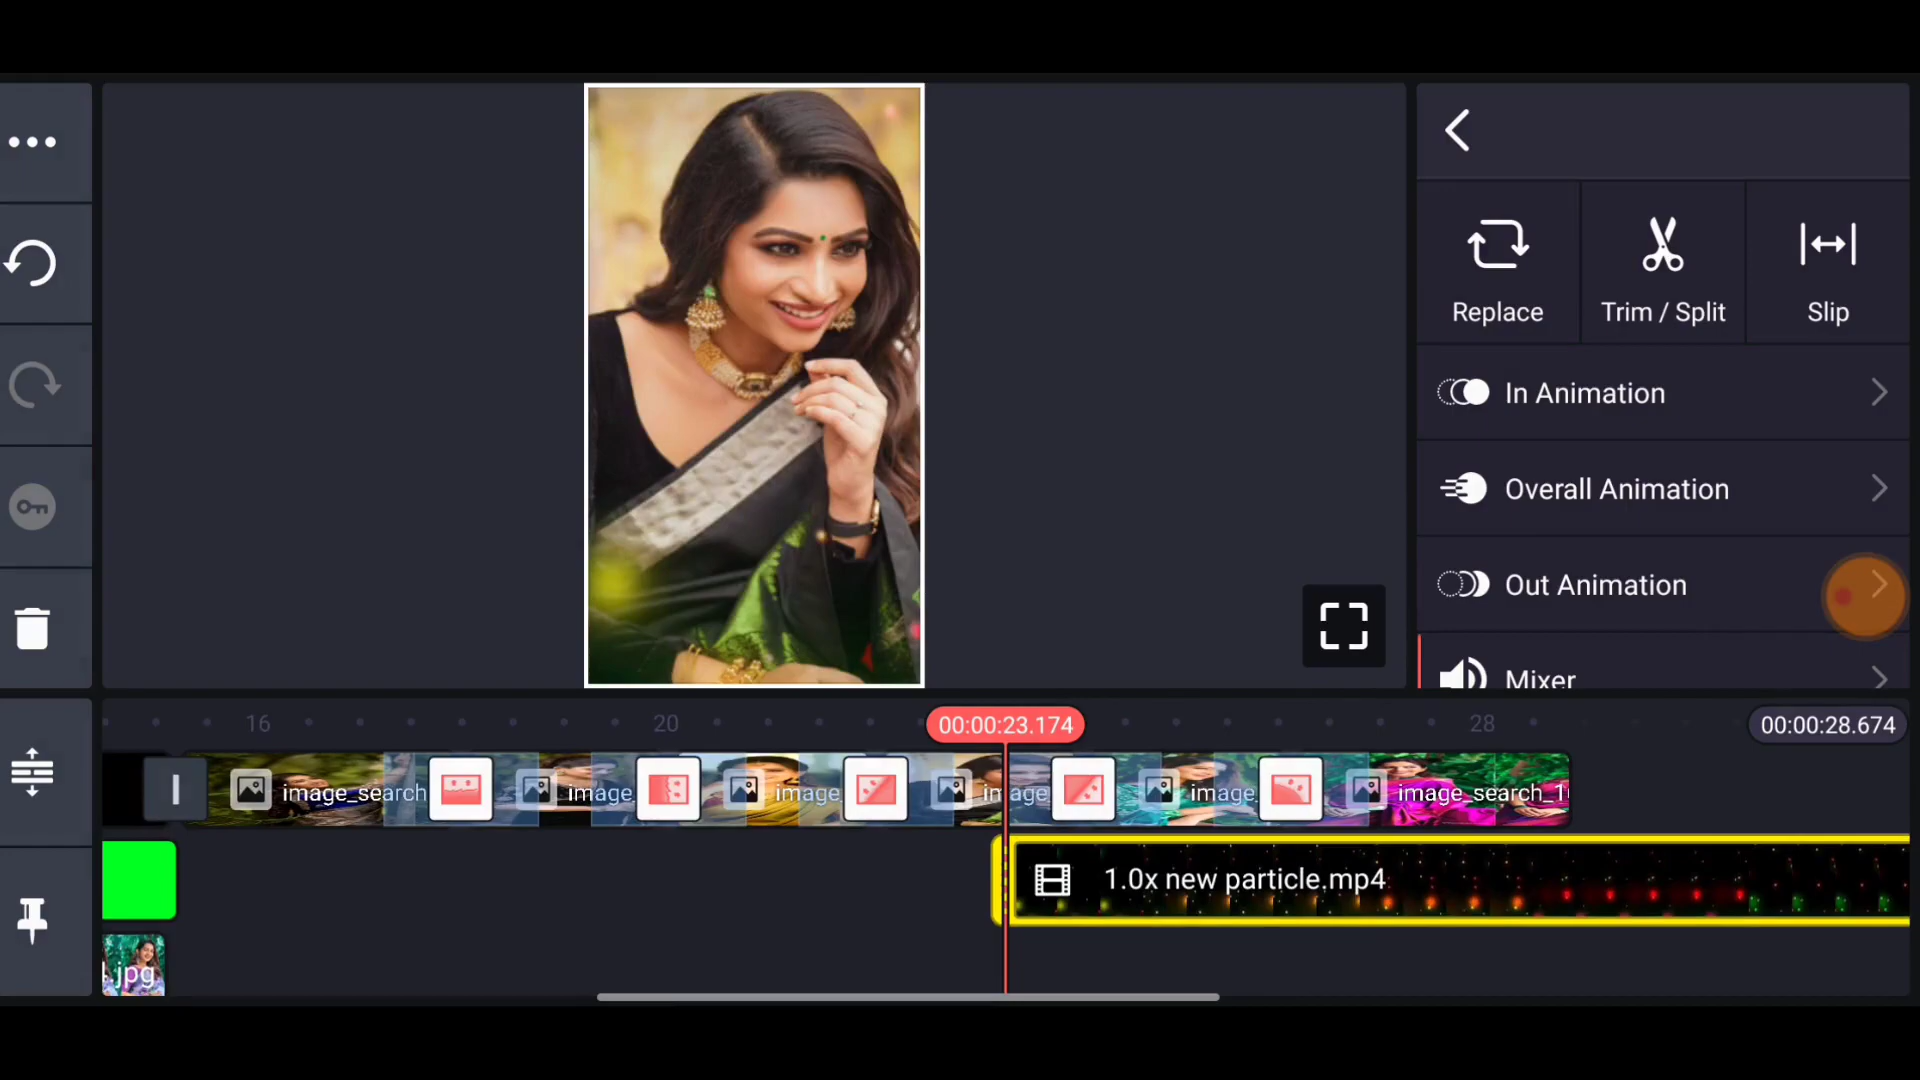 Replace
Trim / Split
Slip
In Animation
Overall Animation
Out Animation
Mixer
16
20
00:00:23.174
28
00:00:28.674
image_search
image
image
image
image
image_search_1
1.0x new particle.mp4
.jpg